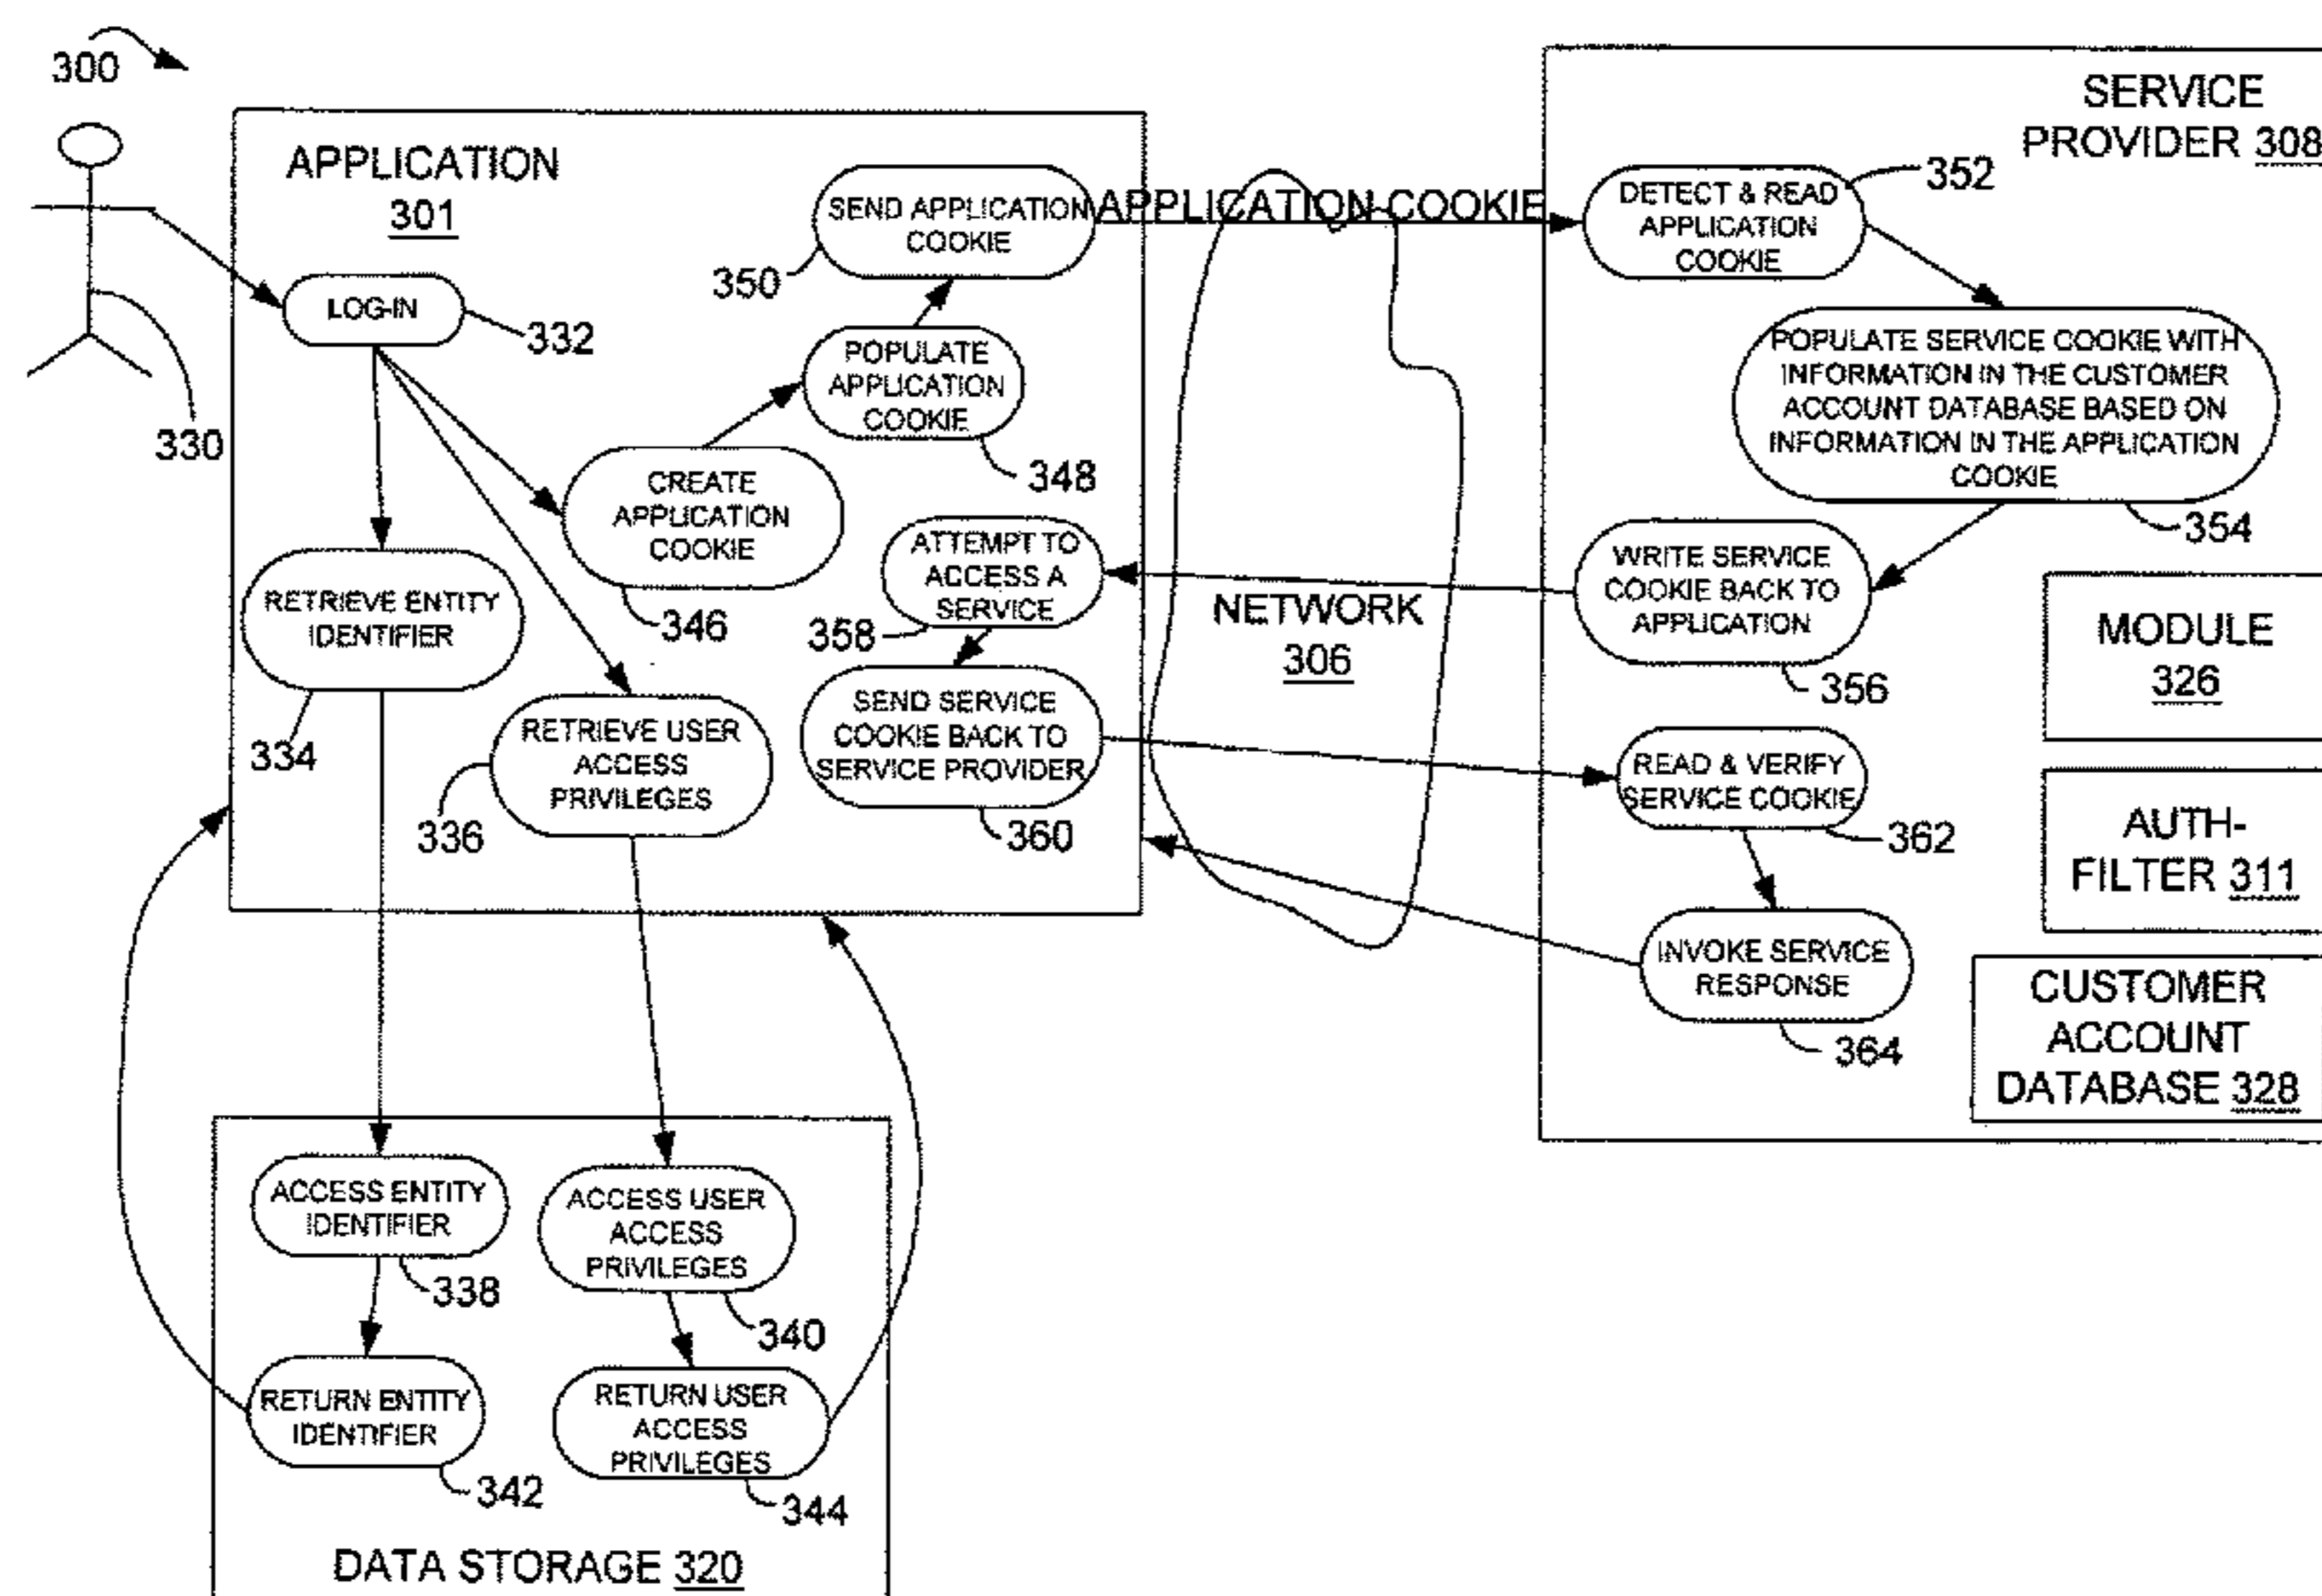 300
APPLICATION
301
LOG-IN
332
330
RETRIEVE ENTITY
IDENTIFIER
334
RETRIEVE USER
ACCESS
PRIVILEGES
336
CREATE
APPLICATION
COOKIE
346
POPULATE
APPLICATION
COOKIE
348
SEND APPLICATION
COOKIE
350
APPLICATION COOKIE
ATTEMPT TO
ACCESS A
SERVICE
358
SEND SERVICE
COOKIE BACK TO
SERVICE PROVIDER
360
NETWORK
306
SERVICE
PROVIDER 308
DETECT & READ
APPLICATION
COOKIE
352
POPULATE SERVICE COOKIE WITH
INFORMATION IN THE CUSTOMER
ACCOUNT DATABASE BASED ON
INFORMATION IN THE APPLICATION
COOKIE
354
WRITE SERVICE
COOKIE BACK TO
APPLICATION
356
MODULE
326
READ & VERIFY
SERVICE COOKIE
362
AUTH-
FILTER 311
INVOKE SERVICE
RESPONSE
364
CUSTOMER
ACCOUNT
DATABASE 328
ACCESS ENTITY
IDENTIFIER
338
ACCESS USER
ACCESS
PRIVILEGES
340
RETURN ENTITY
IDENTIFIER
342
RETURN USER
ACCESS
PRIVILEGES
344
DATA STORAGE 320